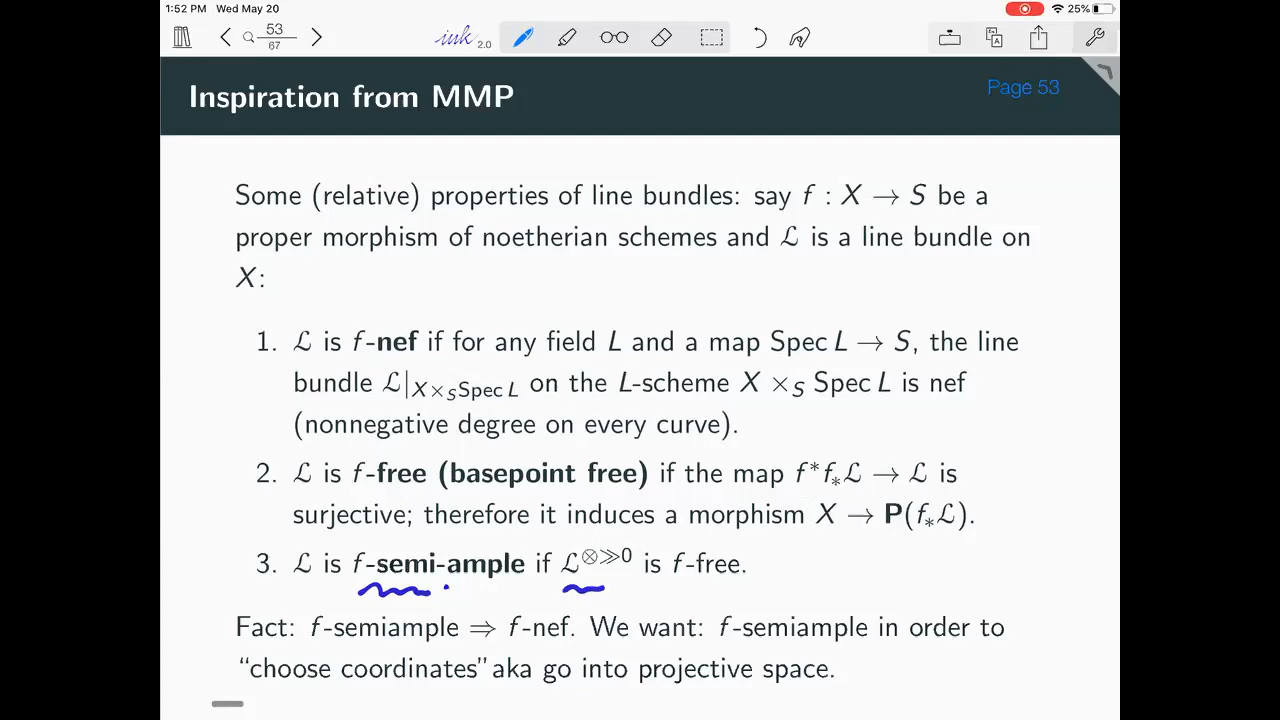 1:52 PM Wed May 20
25%
53
67
ink 2.0
Inspiration from MMP
Page 53
Some (relative) properties of line bundles: say f : X → S be a
proper morphism of noetherian schemes and ℒ is a line bundle on
X:
1. ℒ is f-nef if for any field L and a map Spec L → S, the line
bundle ℒ|_{X×_S Spec L} on the L-scheme X ×_S Spec L is nef
(nonnegative degree on every curve).
2. ℒ is f-free (basepoint free) if the map f*f_*ℒ → ℒ is
surjective; therefore it induces a morphism X → P(f_*ℒ).
3. ℒ is f-semi-ample if ℒ^{⊗≫0} is f-free.
Fact: f-semiample ⇒ f-nef. We want: f-semiample in order to
“choose coordinates”aka go into projective space.